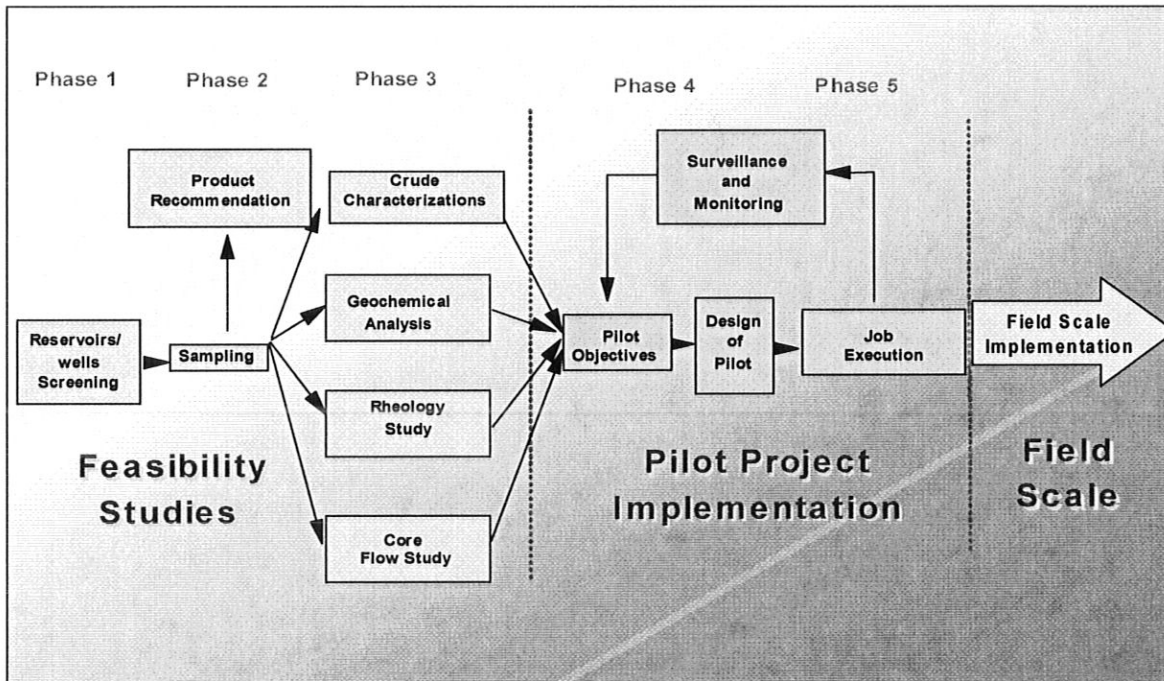 Phase 1
Phase 2
Phase 3
Phase 4
Phase 5
Product
Recommendation
Crude
Characterizations
Surveillance
and
Monitoring
Reservoirs/
wells
Screening
Sampling
Geochemical
Analysis
Rheology
Study
Core
Flow Study
Pilot
Objectives
Design
of
Pilot
Job
Execution
Field Scale
Implementation
Feasibility
Studies
Pilot Project
Implementation
Field
Scale